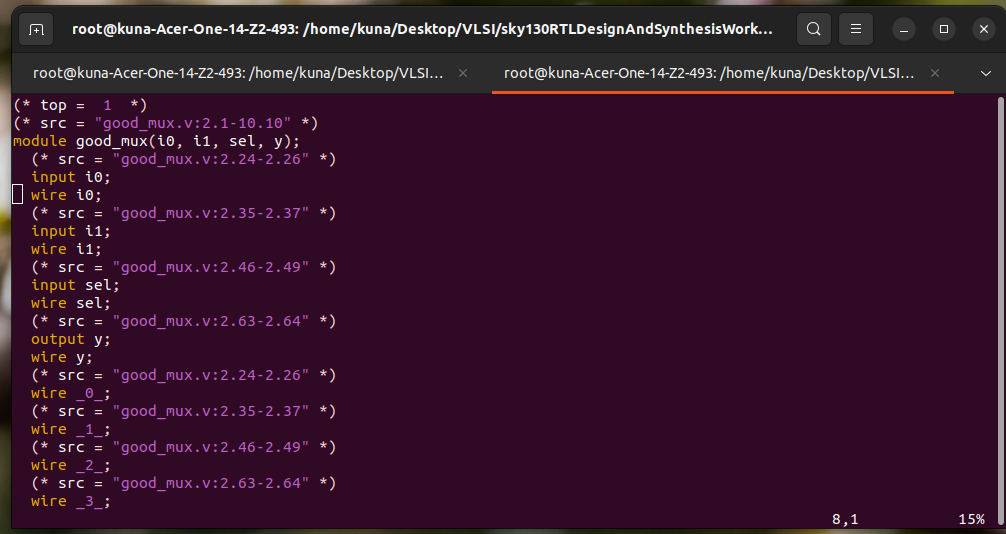 root@kuna-Acer-One-14-Z2-493: /home/kuna/Desktop/VLSI/sky130RTLDesignAndSynthesisWork...
root@kuna-Acer-One-14-Z2-493: /home/kuna/Desktop/VLSI... × root@kuna-Acer-One-14-Z2-493: /home/kuna/Desktop/VLSI... ×
(* top =  1  *)
(* src = "good_mux.v:2.1-10.10" *)
module good_mux(i0, i1, sel, y);
  (* src = "good_mux.v:2.24-2.26" *)
  input i0;
  wire i0;
  (* src = "good_mux.v:2.35-2.37" *)
  input i1;
  wire i1;
  (* src = "good_mux.v:2.46-2.49" *)
  input sel;
  wire sel;
  (* src = "good_mux.v:2.63-2.64" *)
  output y;
  wire y;
  (* src = "good_mux.v:2.24-2.26" *)
  wire _0_;
  (* src = "good_mux.v:2.35-2.37" *)
  wire _1_;
  (* src = "good_mux.v:2.46-2.49" *)
  wire _2_;
  (* src = "good_mux.v:2.63-2.64" *)
  wire _3_;
8,1 15%